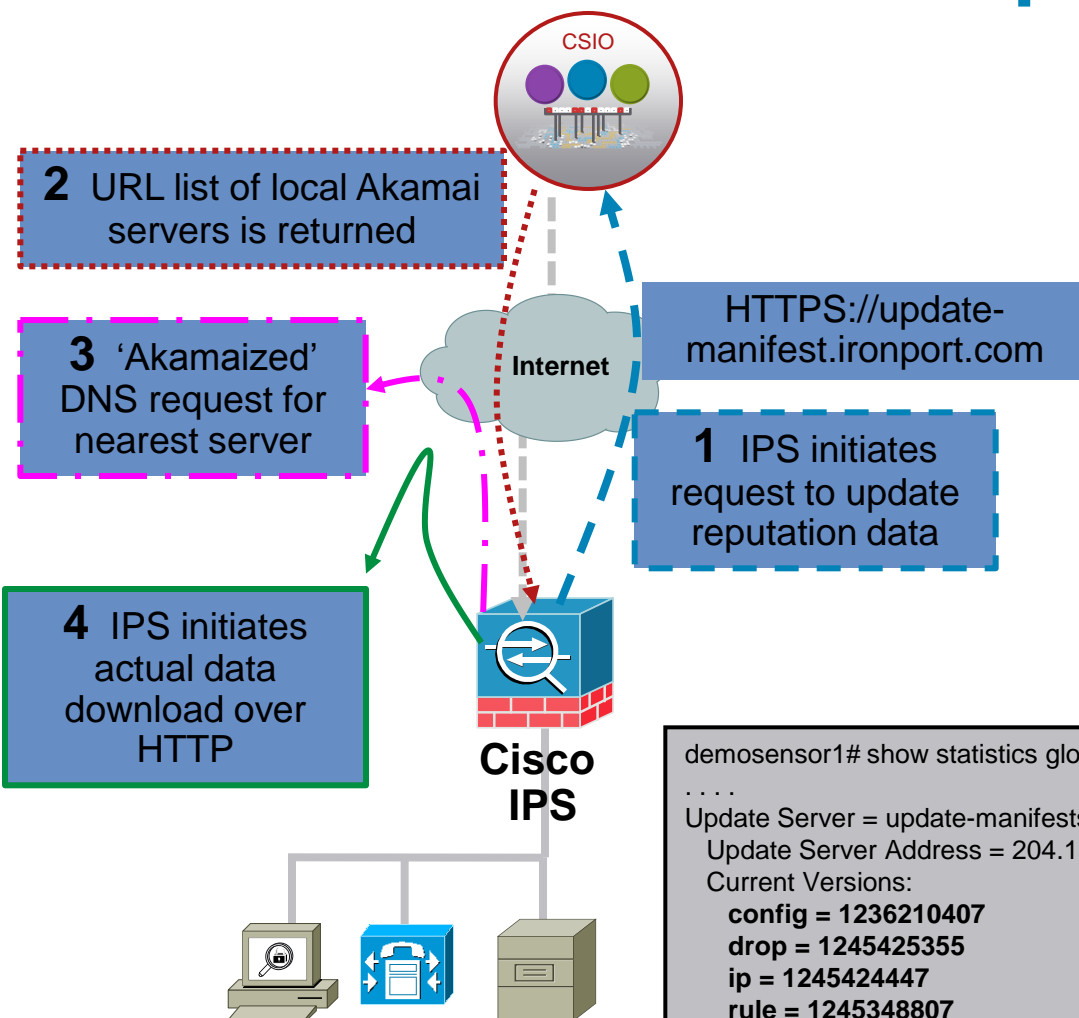 CSIO
2 URL list of local Akamai
servers is returned
HTTPS://update-
manifest.ironport.com
Internet
3 ‘Akamaized’
DNS request for
nearest server
1 IPS initiates
request to update
reputation data
4 IPS initiates
actual data
download over
HTTP
Cisco
IPS
demosensor1# show statistics glo
. . . .
Update Server = update-manifests
Update Server Address = 204.1
Current Versions:
config = 1236210407
drop = 1245425355
ip = 1245424447
rule = 1245348807